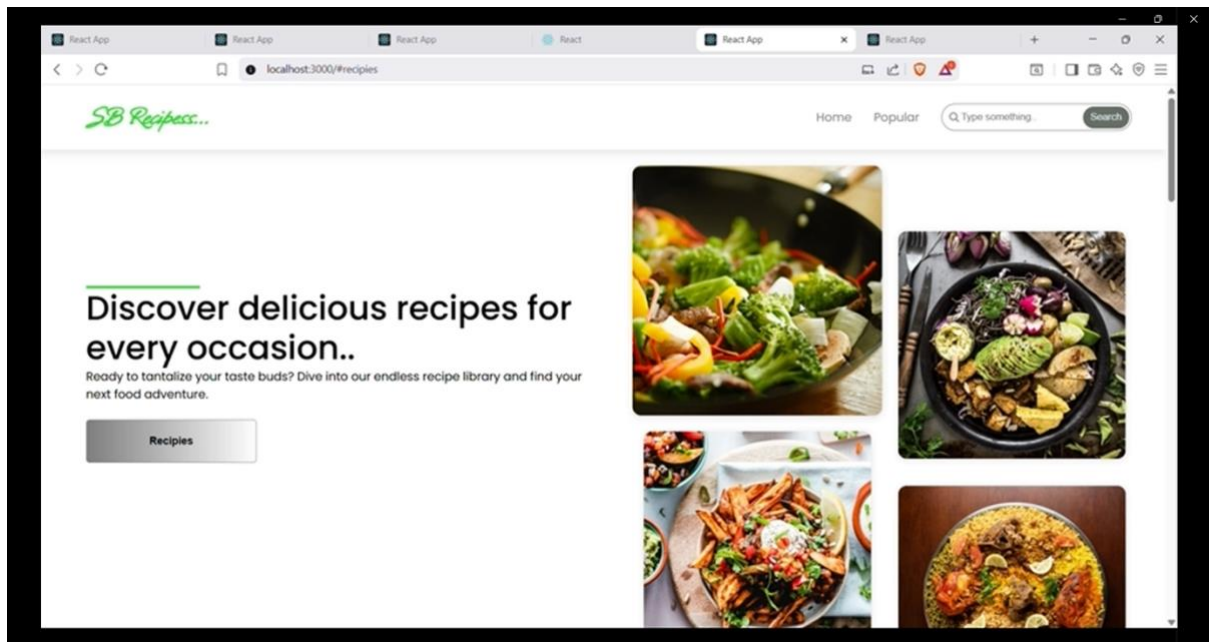 React App
React App
React App
React
React App
React App
localhost:3000/#recipies
SB Recipess...
Home
Popular
Type something..
Search
Discover delicious recipes for
every occasion..
Ready to tantalize your taste buds? Dive into our endless recipe library and find your
next food adventure.
Recipies